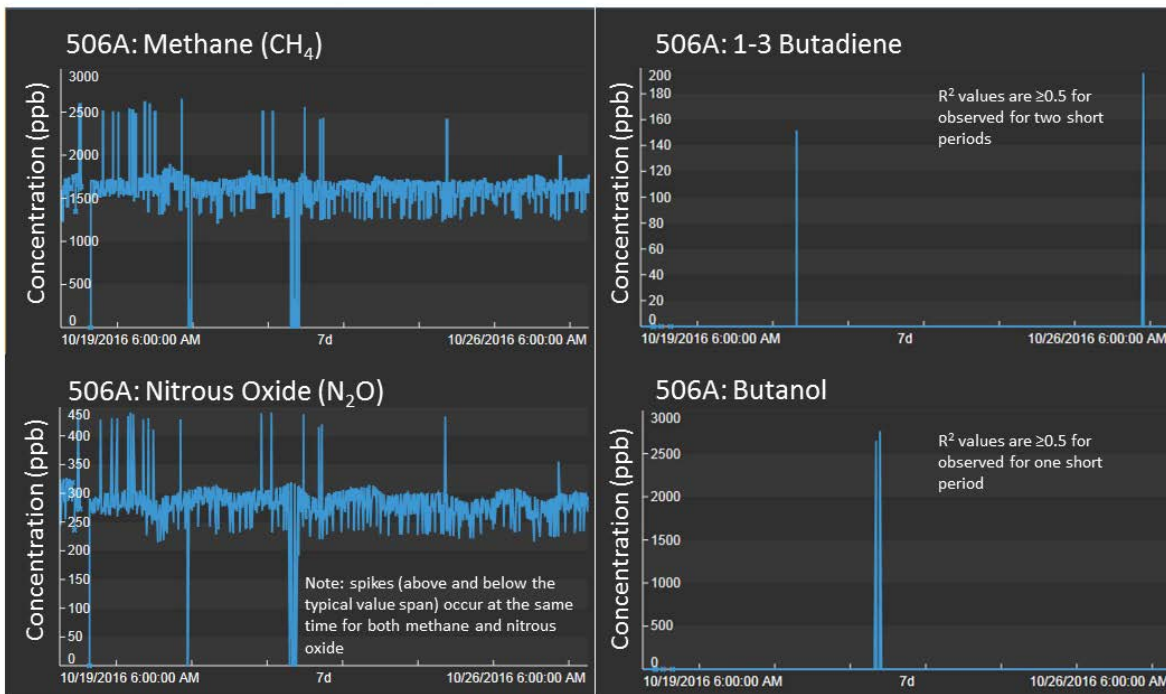 506A: Methane (CH₄)
Concentration (ppb)
3000
2500
2000
1500
1000
500
0
10/19/2016 6:00:00 AM 7d 10/26/2016 6:00:00 AM
506A: 1-3 Butadiene
Concentration (ppb)
R² values are ≥0.5 for
observed for two short
periods
200
180
160
140
120
100
80
60
40
20
0
10/19/2016 6:00:00 AM 7d 10/26/2016 6:00:00 AM
506A: Nitrous Oxide (N₂O)
Concentration (ppb)
450
400
350
300
250
200
150
100
50
0
Note: spikes (above and below the
typical value span) occur at the same
time for both methane and nitrous
oxide
10/19/2016 6:00:00 AM 7d 10/26/2016 6:00:00 AM
506A: Butanol
Concentration (ppb)
R² values are ≥0.5 for
observed for one short
period
3000
2500
2000
1500
1000
500
0
10/19/2016 6:00:00 AM 7d 10/26/2016 6:00:00 AM